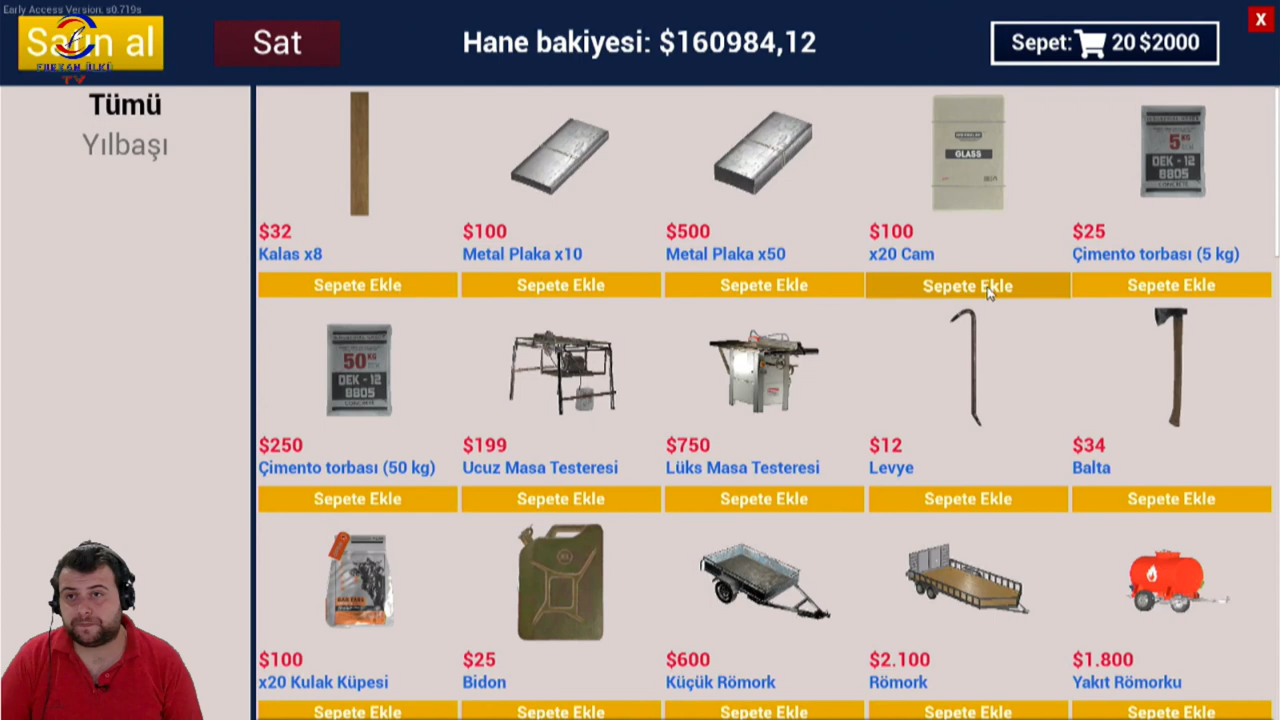 Early Access Version. s0.719s
Satın al
Sat
Hane bakiyesi: $160984,12
Sepet: 20 $2000
X
TV
Tümü
Yılbaşı
GLASS
5KG
DEK - 12
8805
$32
$100
$500
$100
$25
Kalas x8
Metal Plaka x10
Metal Plaka x50
x20 Cam
Çimento torbası (5 kg)
Sepete Ekle
Sepete Ekle
Sepete Ekle
Sepete Ekle
Sepete Ekle
50KG
DEK - 12
8805
$250
$199
$750
$12
$34
Çimento torbası (50 kg)
Ucuz Masa Testeresi
Lüks Masa Testeresi
Levye
Balta
Sepete Ekle
Sepete Ekle
Sepete Ekle
Sepete Ekle
Sepete Ekle
$100
$25
$600
$2.100
$1.800
x20 Kulak Küpesi
Bidon
Küçük Römork
Römork
Yakıt Römorku
Sepete Ekle
Sepete Ekle
Sepete Ekle
Sepete Ekle
Sepete Ekle